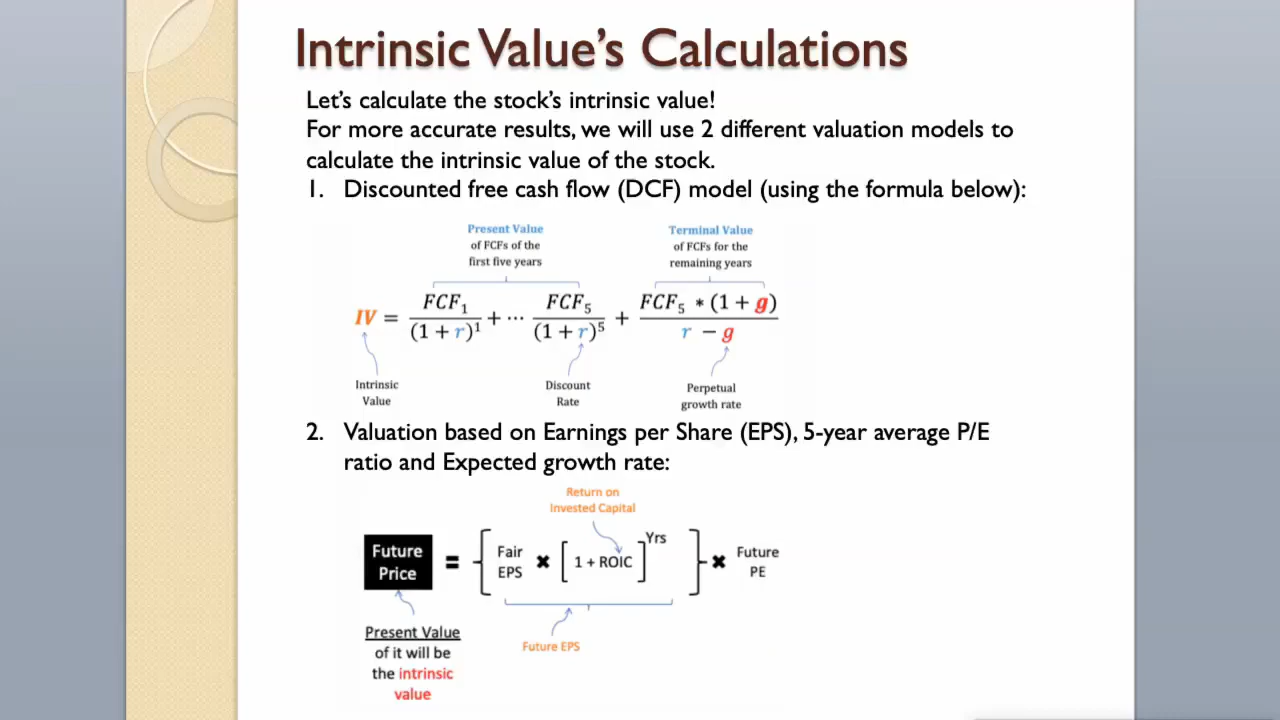 Intrinsic Value's Calculations
Let's calculate the stock's intrinsic value!
For more accurate results, we will use 2 different valuation models to
calculate the intrinsic value of the stock.
1. Discounted free cash flow (DCF) model (using the formula below):
Present Value
of FCFs of the
first five years
Terminal Value
of FCFs for the
remaining years
IV = FCF₁ / (1 + r)¹ + ··· FCF₅ / (1 + r)⁵ + FCF₅ * (1 + g) / r − g
Intrinsic
Value
Discount
Rate
Perpetual
growth rate
2. Valuation based on Earnings per Share (EPS), 5-year average P/E
ratio and Expected growth rate:
Return on
Invested Capital
Future
Price
=
{
Fair
EPS
×
[ 1 + ROIC ] Yrs
}
×
Future
PE
Future EPS
Present Value
of it will be
the intrinsic
value